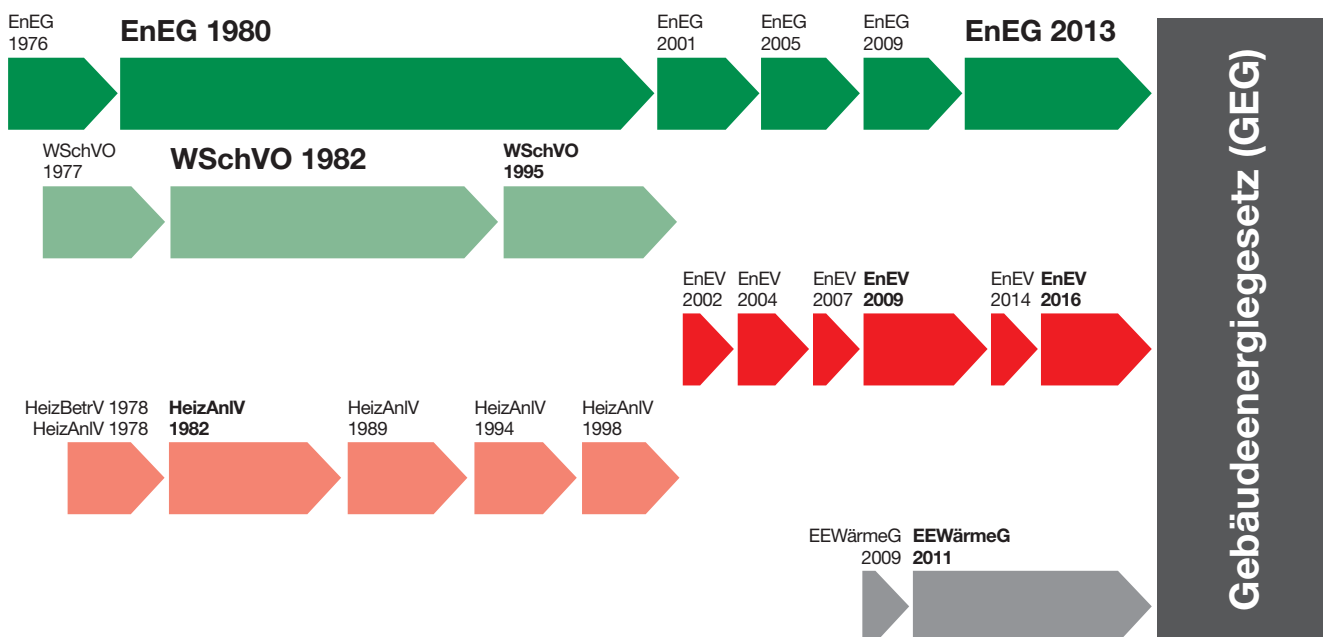 EnEG
1976
EnEG 1980
EnEG
2001
EnEG
2005
EnEG
2009
EnEG 2013
WSchVO
1977
WSchVO 1982
WSchVO
1995
EnEV
2002
EnEV
2004
EnEV
2007
EnEV
2009
EnEV
2014
EnEV
2016
HeizBetrV 1978
HeizAnlV 1978
HeizAnlV
1982
HeizAnlV
1989
HeizAnlV
1994
HeizAnlV
1998
EEWärmeG
2009
EEWärmeG
2011
Gebäudeenergiegesetz (GEG)